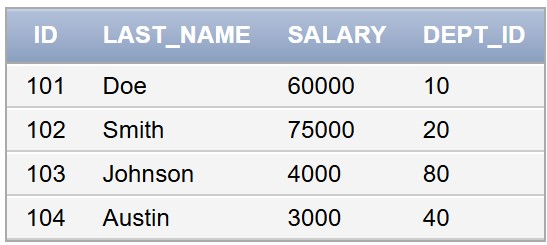 ID LAST_NAME SALARY DEPT_ID
101 Doe 60000 10
102 Smith 75000 20
103 Johnson 4000 80
104 Austin 3000 40